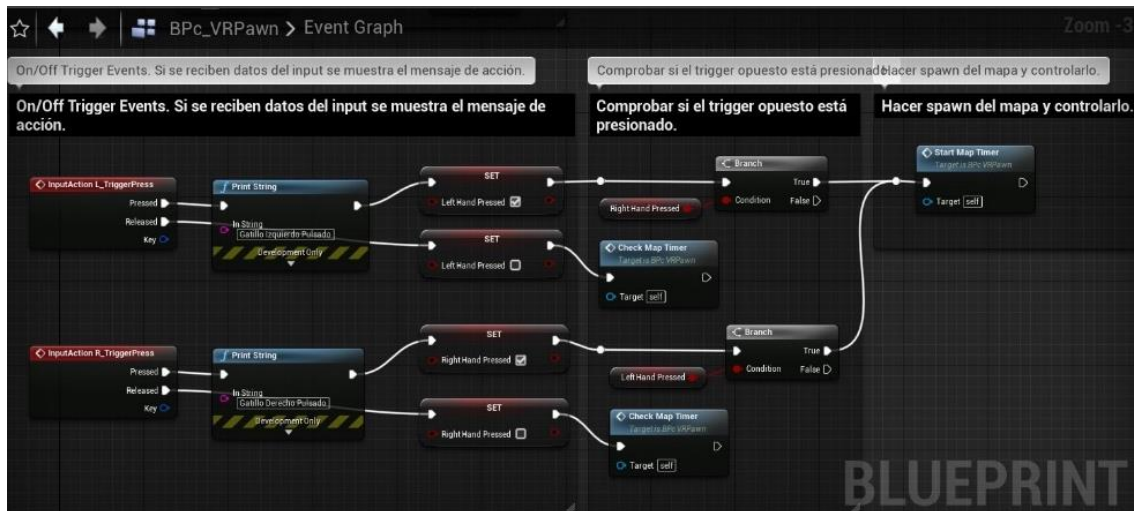 BPc_VRPawn > Event Graph
Zoom -3
On/Off Trigger Events. Si se reciben datos del input se muestra el mensaje de acción.
Comprobar si el trigger opuesto está presionado.
Hacer spawn del mapa y controlarlo.
On/Off Trigger Events. Si se reciben datos del input se muestra el mensaje de
acción.
Comprobar si el trigger opuesto está
presionado.
Hacer spawn del mapa y controlarlo.
InputAction L_TriggerPress
Pressed
Released
Key
Print String
In String
Gatillo Izquierdo Pulsado
Development Only
SET
Left Hand Pressed
SET
Left Hand Pressed
Branch
Condition
True
False
Right Hand Pressed
Check Map Timer
Target is BPc VRPawn
Target self
Start Map Timer
Target is BPc VRPawn
Target self
InputAction R_TriggerPress
Pressed
Released
Key
Print String
In String
Gatillo Derecho Pulsado
Development Only
SET
Right Hand Pressed
SET
Right Hand Pressed
Branch
Condition
True
False
Left Hand Pressed
Check Map Timer
Target is BPc VRPawn
Target self
BLUEPRINT